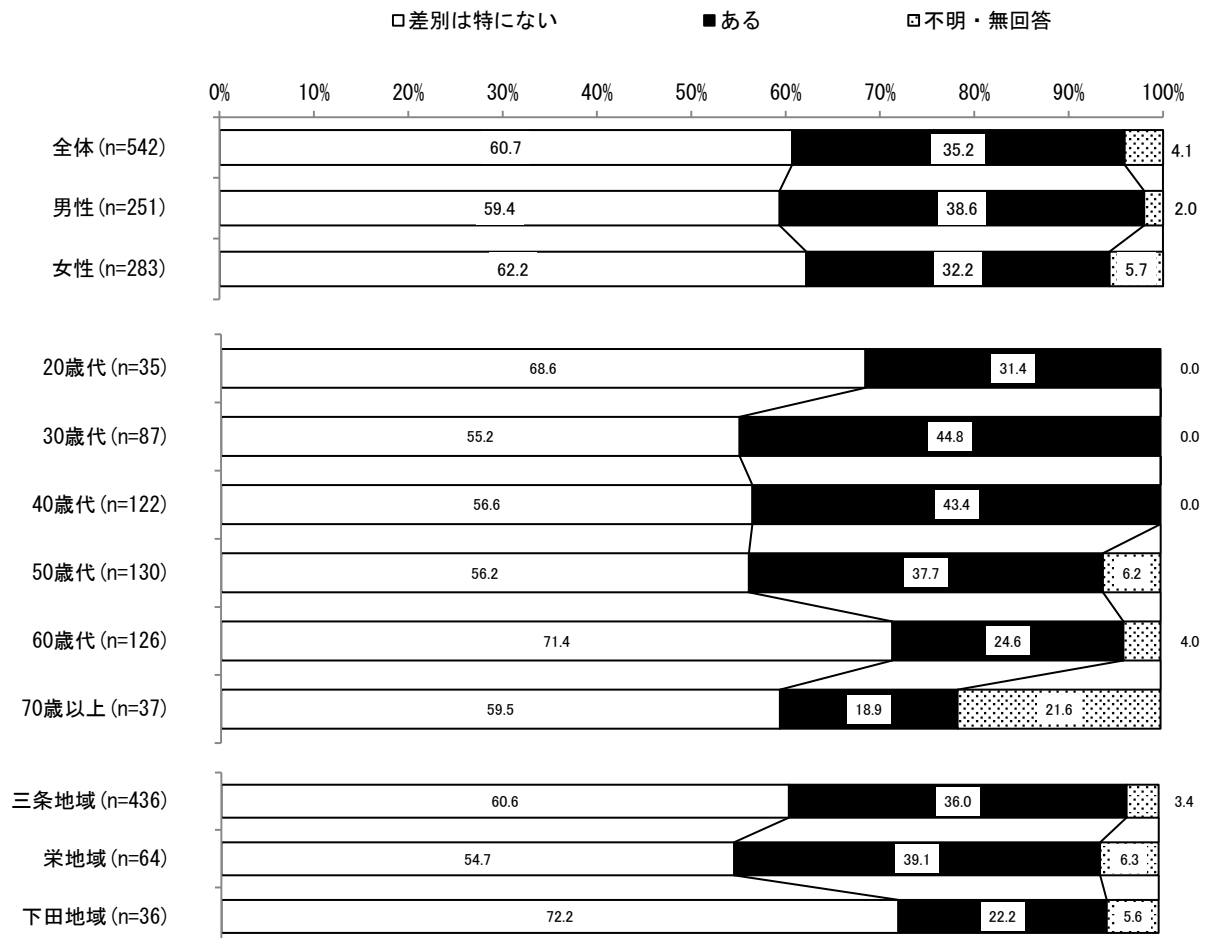 □差別は特にない ■ある 不明・無回答
0% 10% 20% 30% 40% 50% 60% 70% 80% 90% 100%
全体(n=542) 60.7 35.2 4.1
男性(n=251) 59.4 38.6 2.0
女性(n=283) 62.2 32.2 5.7
20歳代(n=35) 68.6 31.4 0.0
30歳代(n=87) 55.2 44.8 0.0
40歳代(n=122) 56.6 43.4 0.0
50歳代(n=130) 56.2 37.7 6.2
60歳代(n=126) 71.4 24.6 4.0
70歳以上(n=37) 59.5 18.9 21.6
三条地域(n=436) 60.6 36.0 3.4
栄地域(n=64) 54.7 39.1 6.3
下田地域(n=36) 72.2 22.2 5.6